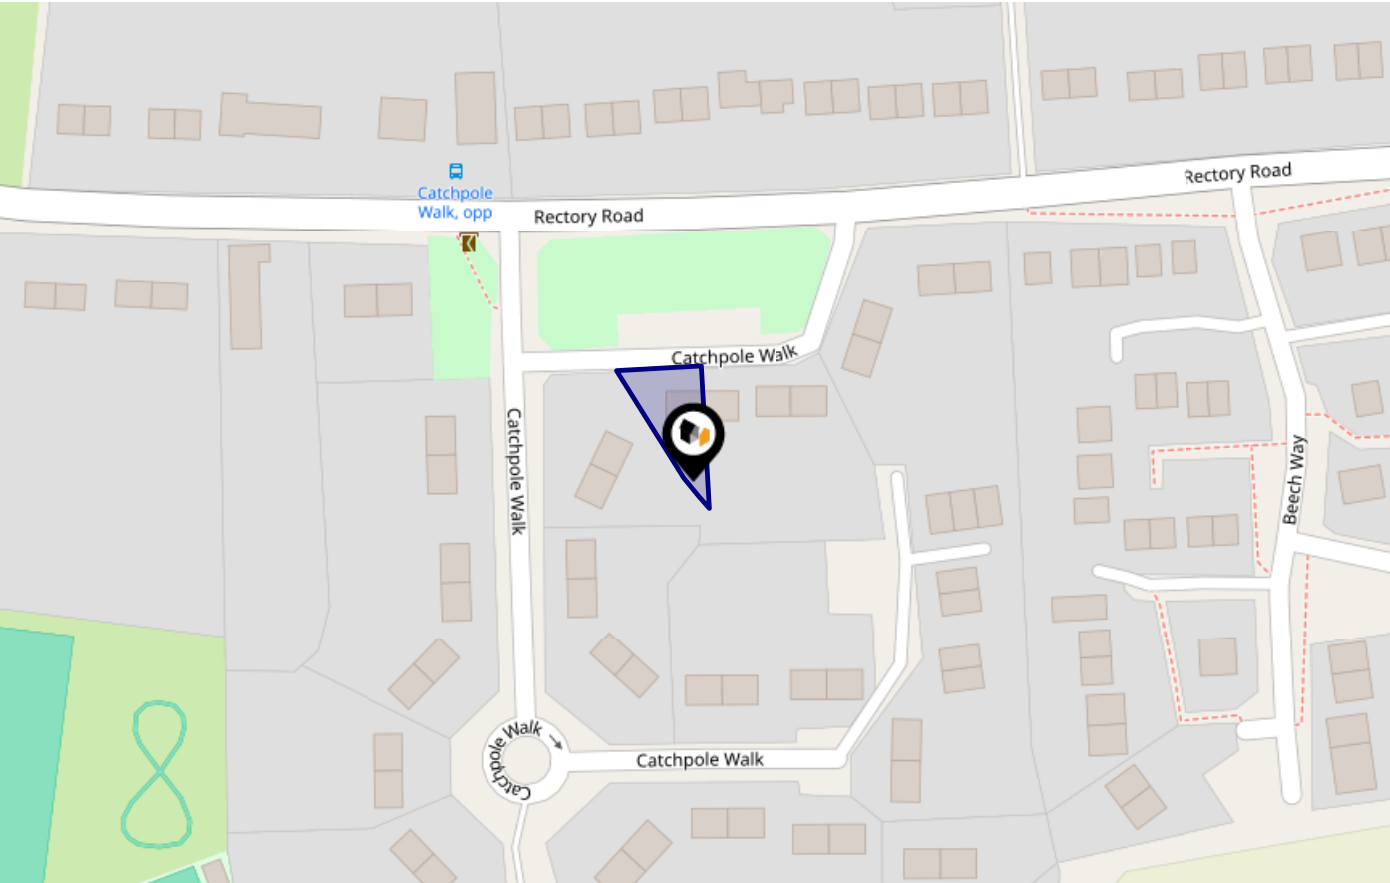 Rectory Road
Catchpole
Walk, opp
Rectory Road
Catchpole Walk
Catchpole Walk
Beech Way
Catchpole Walk
Catchpole Walk